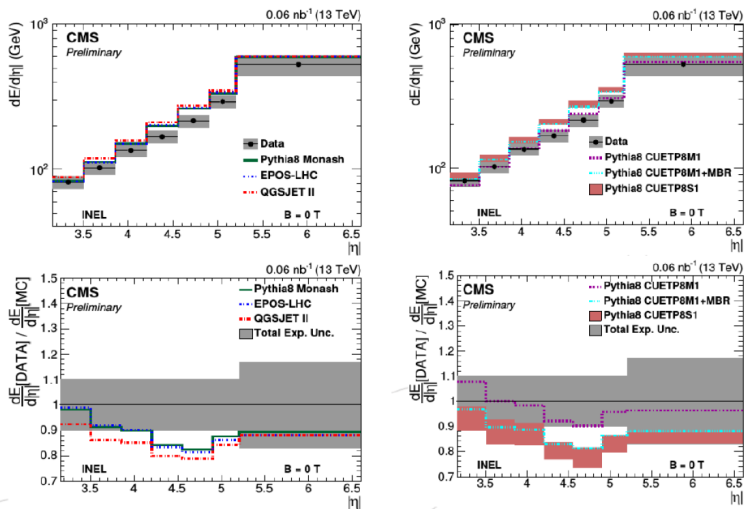 0.06 nb⁻¹ (13 TeV)
dE/d|η| (GeV)
10³
10²
CMS
Preliminary
Data
Pythia8 Monash
EPOS-LHC
QGSJET II
INEL
B = 0 T
3.5 4 4.5 5 5.5 6 6.5
|η|
0.06 nb⁻¹ (13 TeV)
dE/d|η| (GeV)
10³
10²
CMS
Preliminary
Data
Pythia8 CUETP8M1
Pythia8 CUETP8M1+MBR
Pythia8 CUETP8S1
INEL
B = 0 T
3.5 4 4.5 5 5.5 6 6.5
|η|
0.06 nb⁻¹ (13 TeV)
dE/d|η| [DATA] / dE/d|η| [MC]
1.5
1.4
1.3
1.2
1.1
1
0.9
0.8
0.7
CMS
Preliminary
Pythia8 Monash
EPOS-LHC
QGSJET II
Total Exp. Unc.
INEL
B = 0 T
3.5 4 4.5 5 5.5 6 6.5
|η|
0.06 nb⁻¹ (13 TeV)
dE/d|η| [DATA] / dE/d|η| [MC]
1.5
1.4
1.3
1.2
1.1
1
0.9
0.8
0.7
CMS
Preliminary
Pythia8 CUETP8M1
Pythia8 CUETP8M1+MBR
Pythia8 CUETP8S1
Total Exp. Unc.
INEL
B = 0 T
3.5 4 4.5 5 5.5 6 6.5
|η|